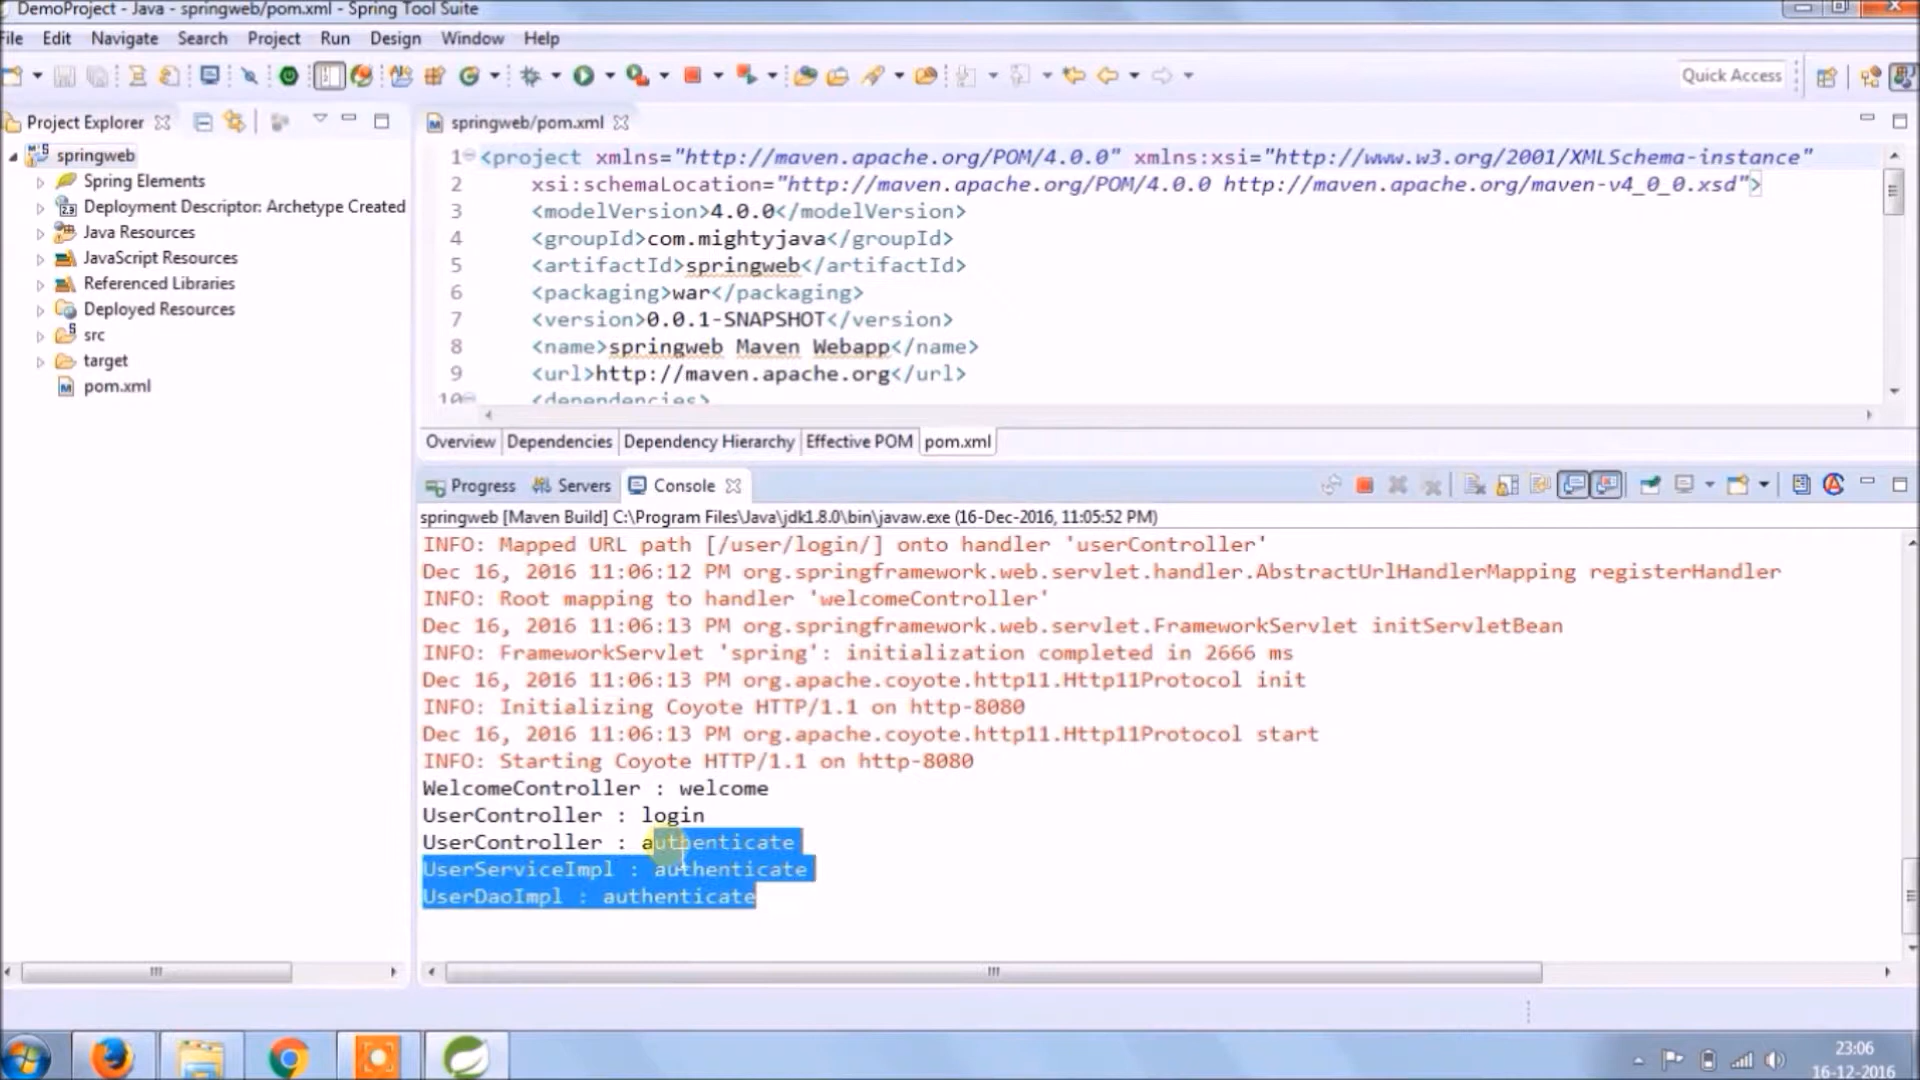 DemoProject - Java - springweb/pom.xml - Spring Tool Suite
File Edit Navigate Search Project Run Design Window Help
Quick Access
Project Explorer
springweb
Spring Elements
Deployment Descriptor: Archetype Created
Java Resources
JavaScript Resources
Referenced Libraries
Deployed Resources
src
target
pom.xml
springweb/pom.xml
1 <project xmlns="http://maven.apache.org/POM/4.0.0" xmlns:xsi="http://www.w3.org/2001/XMLSchema-instance"
2 xsi:schemaLocation="http://maven.apache.org/POM/4.0.0 http://maven.apache.org/maven-v4_0_0.xsd">
3 <modelVersion>4.0.0</modelVersion>
4 <groupId>com.mightyjava</groupId>
5 <artifactId>springweb</artifactId>
6 <packaging>war</packaging>
7 <version>0.0.1-SNAPSHOT</version>
8 <name>springweb Maven Webapp</name>
9 <url>http://maven.apache.org</url>
10 <dependencies>
Overview Dependencies Dependency Hierarchy Effective POM pom.xml
Progress Servers Console
springweb [Maven Build] C:\Program Files\Java\jdk1.8.0\bin\javaw.exe (16-Dec-2016, 11:05:52 PM)
INFO: Mapped URL path [/user/login/] onto handler 'userController'
Dec 16, 2016 11:06:12 PM org.springframework.web.servlet.handler.AbstractUrlHandlerMapping registerHandler
INFO: Root mapping to handler 'welcomeController'
Dec 16, 2016 11:06:13 PM org.springframework.web.servlet.FrameworkServlet initServletBean
INFO: FrameworkServlet 'spring': initialization completed in 2666 ms
Dec 16, 2016 11:06:13 PM org.apache.coyote.http11.Http11Protocol init
INFO: Initializing Coyote HTTP/1.1 on http-8080
Dec 16, 2016 11:06:13 PM org.apache.coyote.http11.Http11Protocol start
INFO: Starting Coyote HTTP/1.1 on http-8080
WelcomeController : welcome
UserController : login
UserController : authenticate
UserServiceImpl : authenticate
UserDaoImpl : authenticate
23:06
16-12-2016